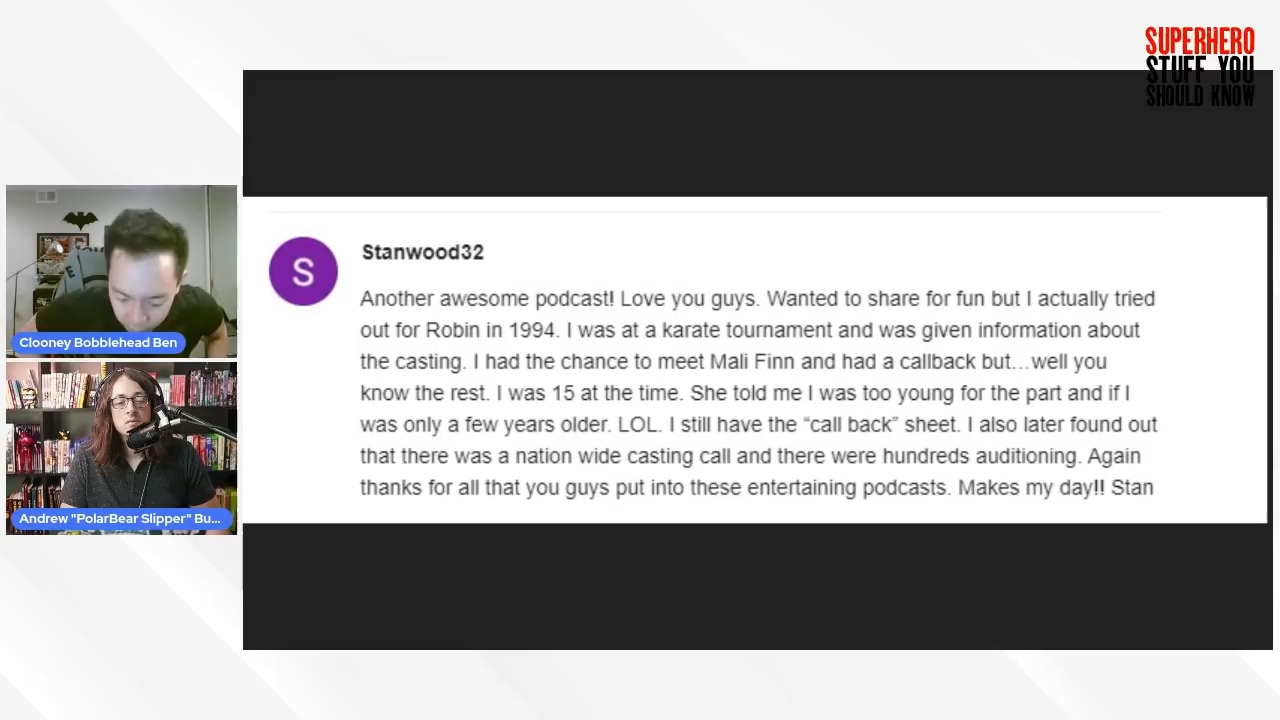 SUPERHERO
STUFF YOU
SHOULD KNOW
Clooney Bobblehead Ben
Andrew "PolarBear Slipper" Bu...
S
Stanwood32
Another awesome podcast! Love you guys. Wanted to share for fun but I actually tried
out for Robin in 1994. I was at a karate tournament and was given information about
the casting. I had the chance to meet Mali Finn and had a callback but…well you
know the rest. I was 15 at the time. She told me I was too young for the part and if I
was only a few years older. LOL. I still have the “call back” sheet. I also later found out
that there was a nation wide casting call and there were hundreds auditioning. Again
thanks for all that you guys put into these entertaining podcasts. Makes my day!! Stan